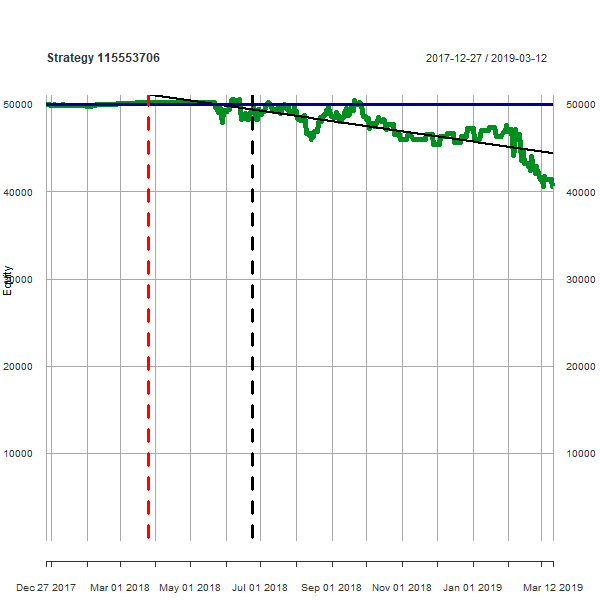 Strategy 115553706 2017-12-27 / 2019-03-12
50000 50000
40000 40000
Equity
30000 30000
20000 20000
10000 10000
Dec 27 2017 Mar 01 2018 May 01 2018 Jul 01 2018 Sep 01 2018 Nov 01 2018 Jan 01 2019 Mar 12 2019